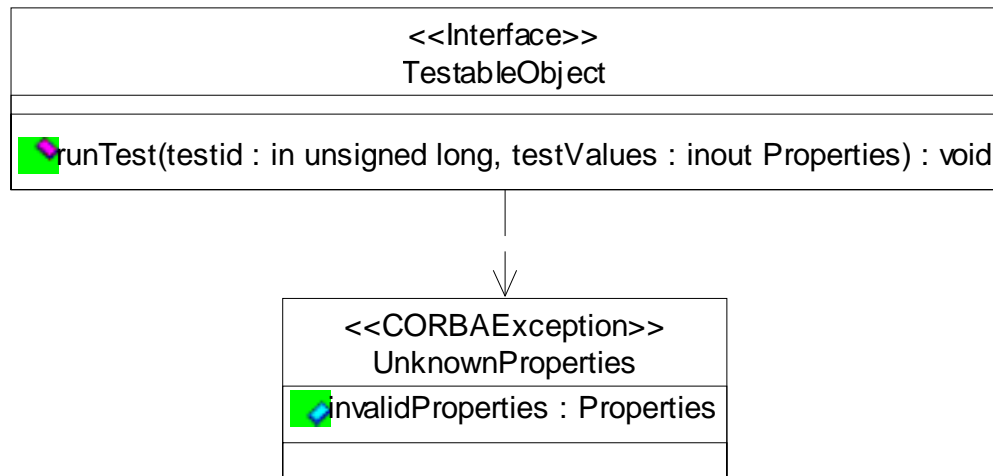 <<Interface>>
TestableObject
runTest(testid : in unsigned long, testValues : inout Properties) : void
<<CORBAException>>
UnknownProperties
invalidProperties : Properties